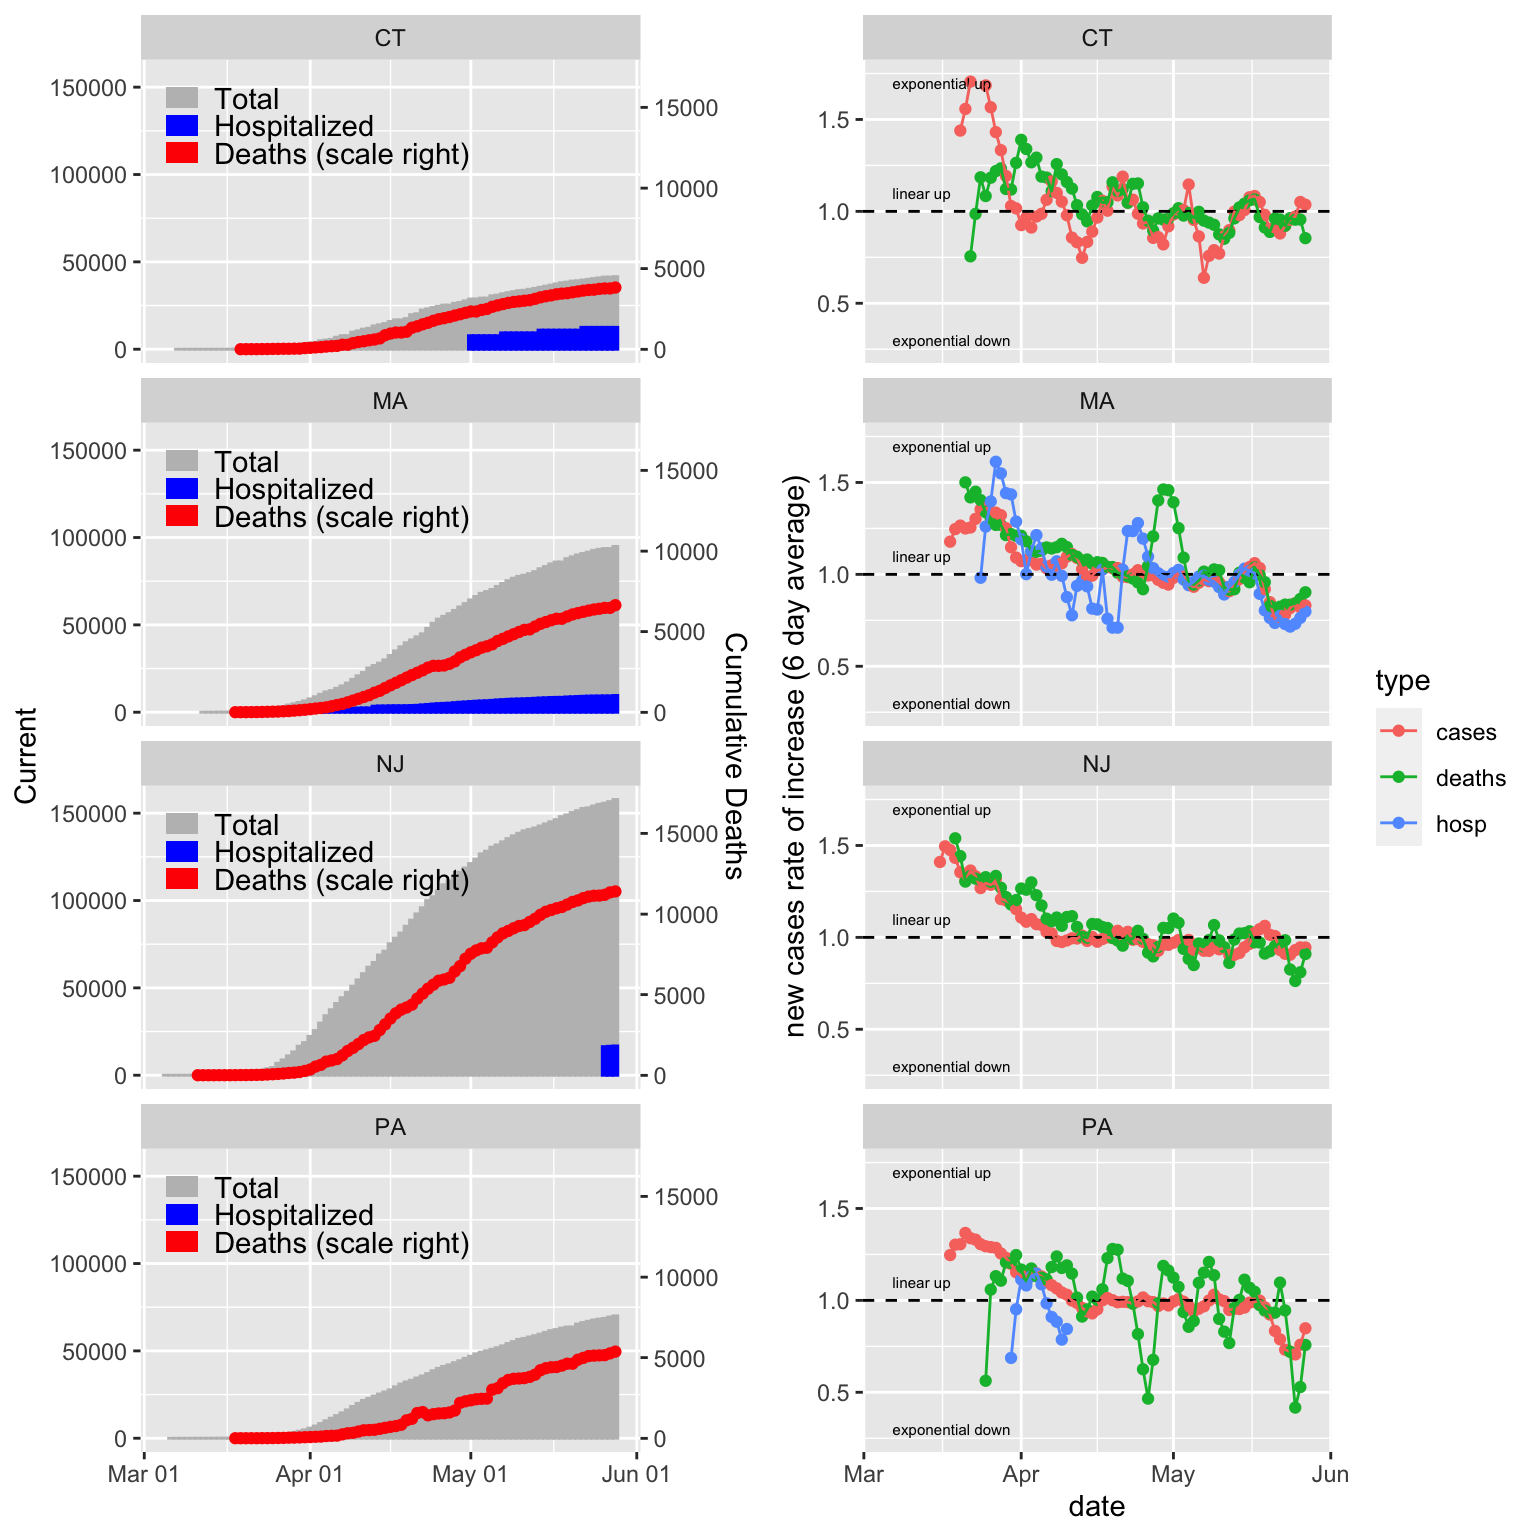 CT
150000
100000
50000
0
Total
Hospitalized
Deaths (scale right)
15000
10000
5000
0
MA
150000
100000
50000
0
Total
Hospitalized
Deaths (scale right)
15000
10000
5000
0
NJ
150000
100000
50000
0
Total
Hospitalized
Deaths (scale right)
15000
10000
5000
0
PA
150000
100000
50000
0
Total
Hospitalized
Deaths (scale right)
15000
10000
5000
0
Mar 01
Apr 01
May 01
Jun 01
Current
Cumulative Deaths
CT
1.5
1.0
0.5
exponential up
linear up
exponential down
MA
1.5
1.0
0.5
exponential up
linear up
exponential down
NJ
1.5
1.0
0.5
exponential up
linear up
exponential down
PA
1.5
1.0
0.5
exponential up
linear up
exponential down
Mar
Apr
May
Jun
date
new cases rate of increase (6 day average)
type
cases
deaths
hosp